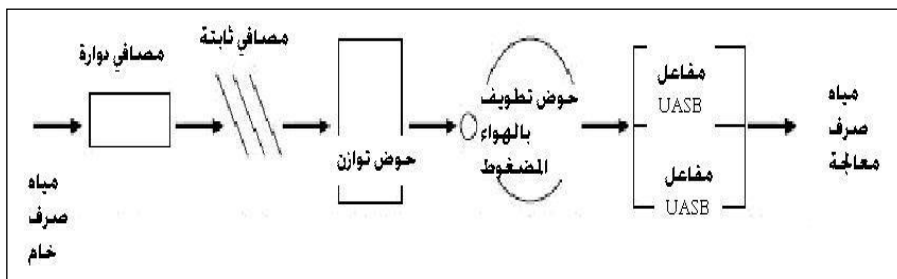 مياه
صرف
خام
مصافي دوارة
مصافي ثابتة
حوض توازن
حوض تطويف
بالهواء
المضغوط
مفاعل
UASB
مفاعل
UASB
مياه
صرف
معالجة